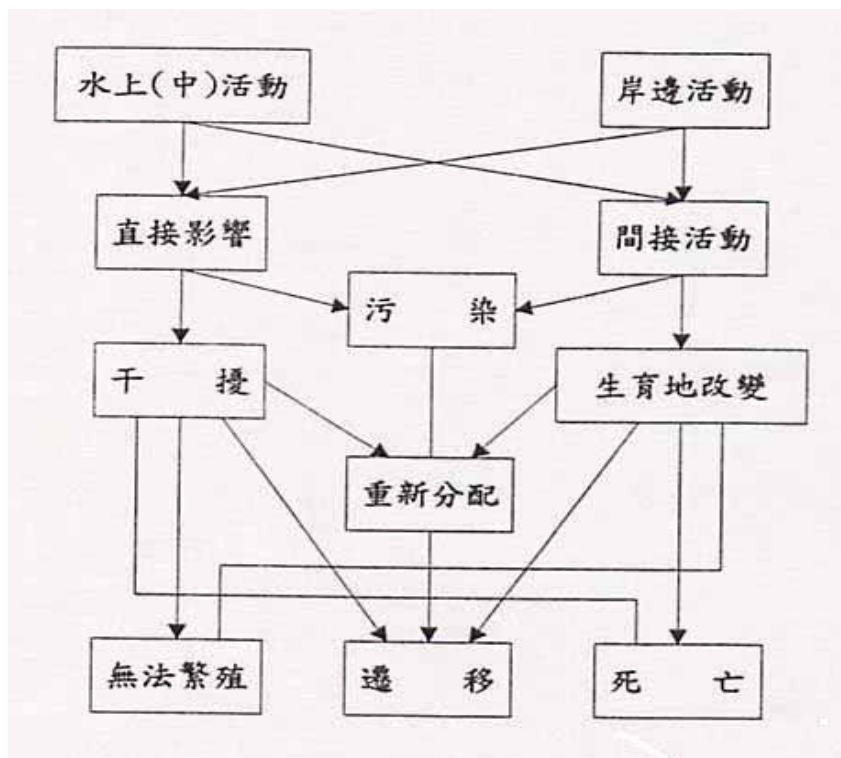 水上(中)活動
岸邊活動
直接影響
間接活動
污 染
干 擾
生育地改變
重新分配
無法繁殖
遷 移
死 亡